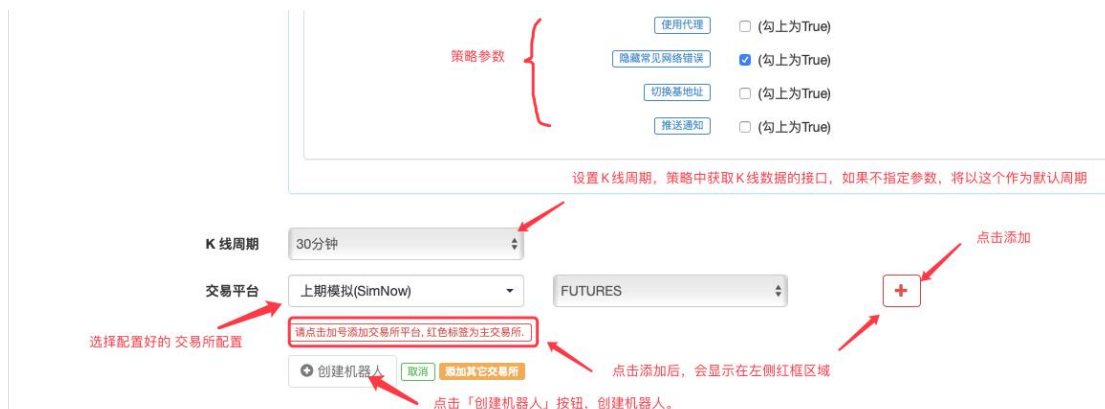 使用代理 (勾上为True)
策略参数
隐藏常见网络错误 (勾上为True)
切换基地址 (勾上为True)
推送通知 (勾上为True)
设置K线周期，策略中获取K线数据的接口，如果不指定参数，将以这个作为默认周期
K 线周期 30分钟
点击添加
交易平台 上期模拟(SimNow) FUTURES +
请点击加号添加交易所平台, 红色标签为主交易所.
选择配置好的 交易所配置
创建机器人 取消 添加其它交易所
点击添加后，会显示在左侧红框区域
点击「创建机器人」按钮，创建机器人。